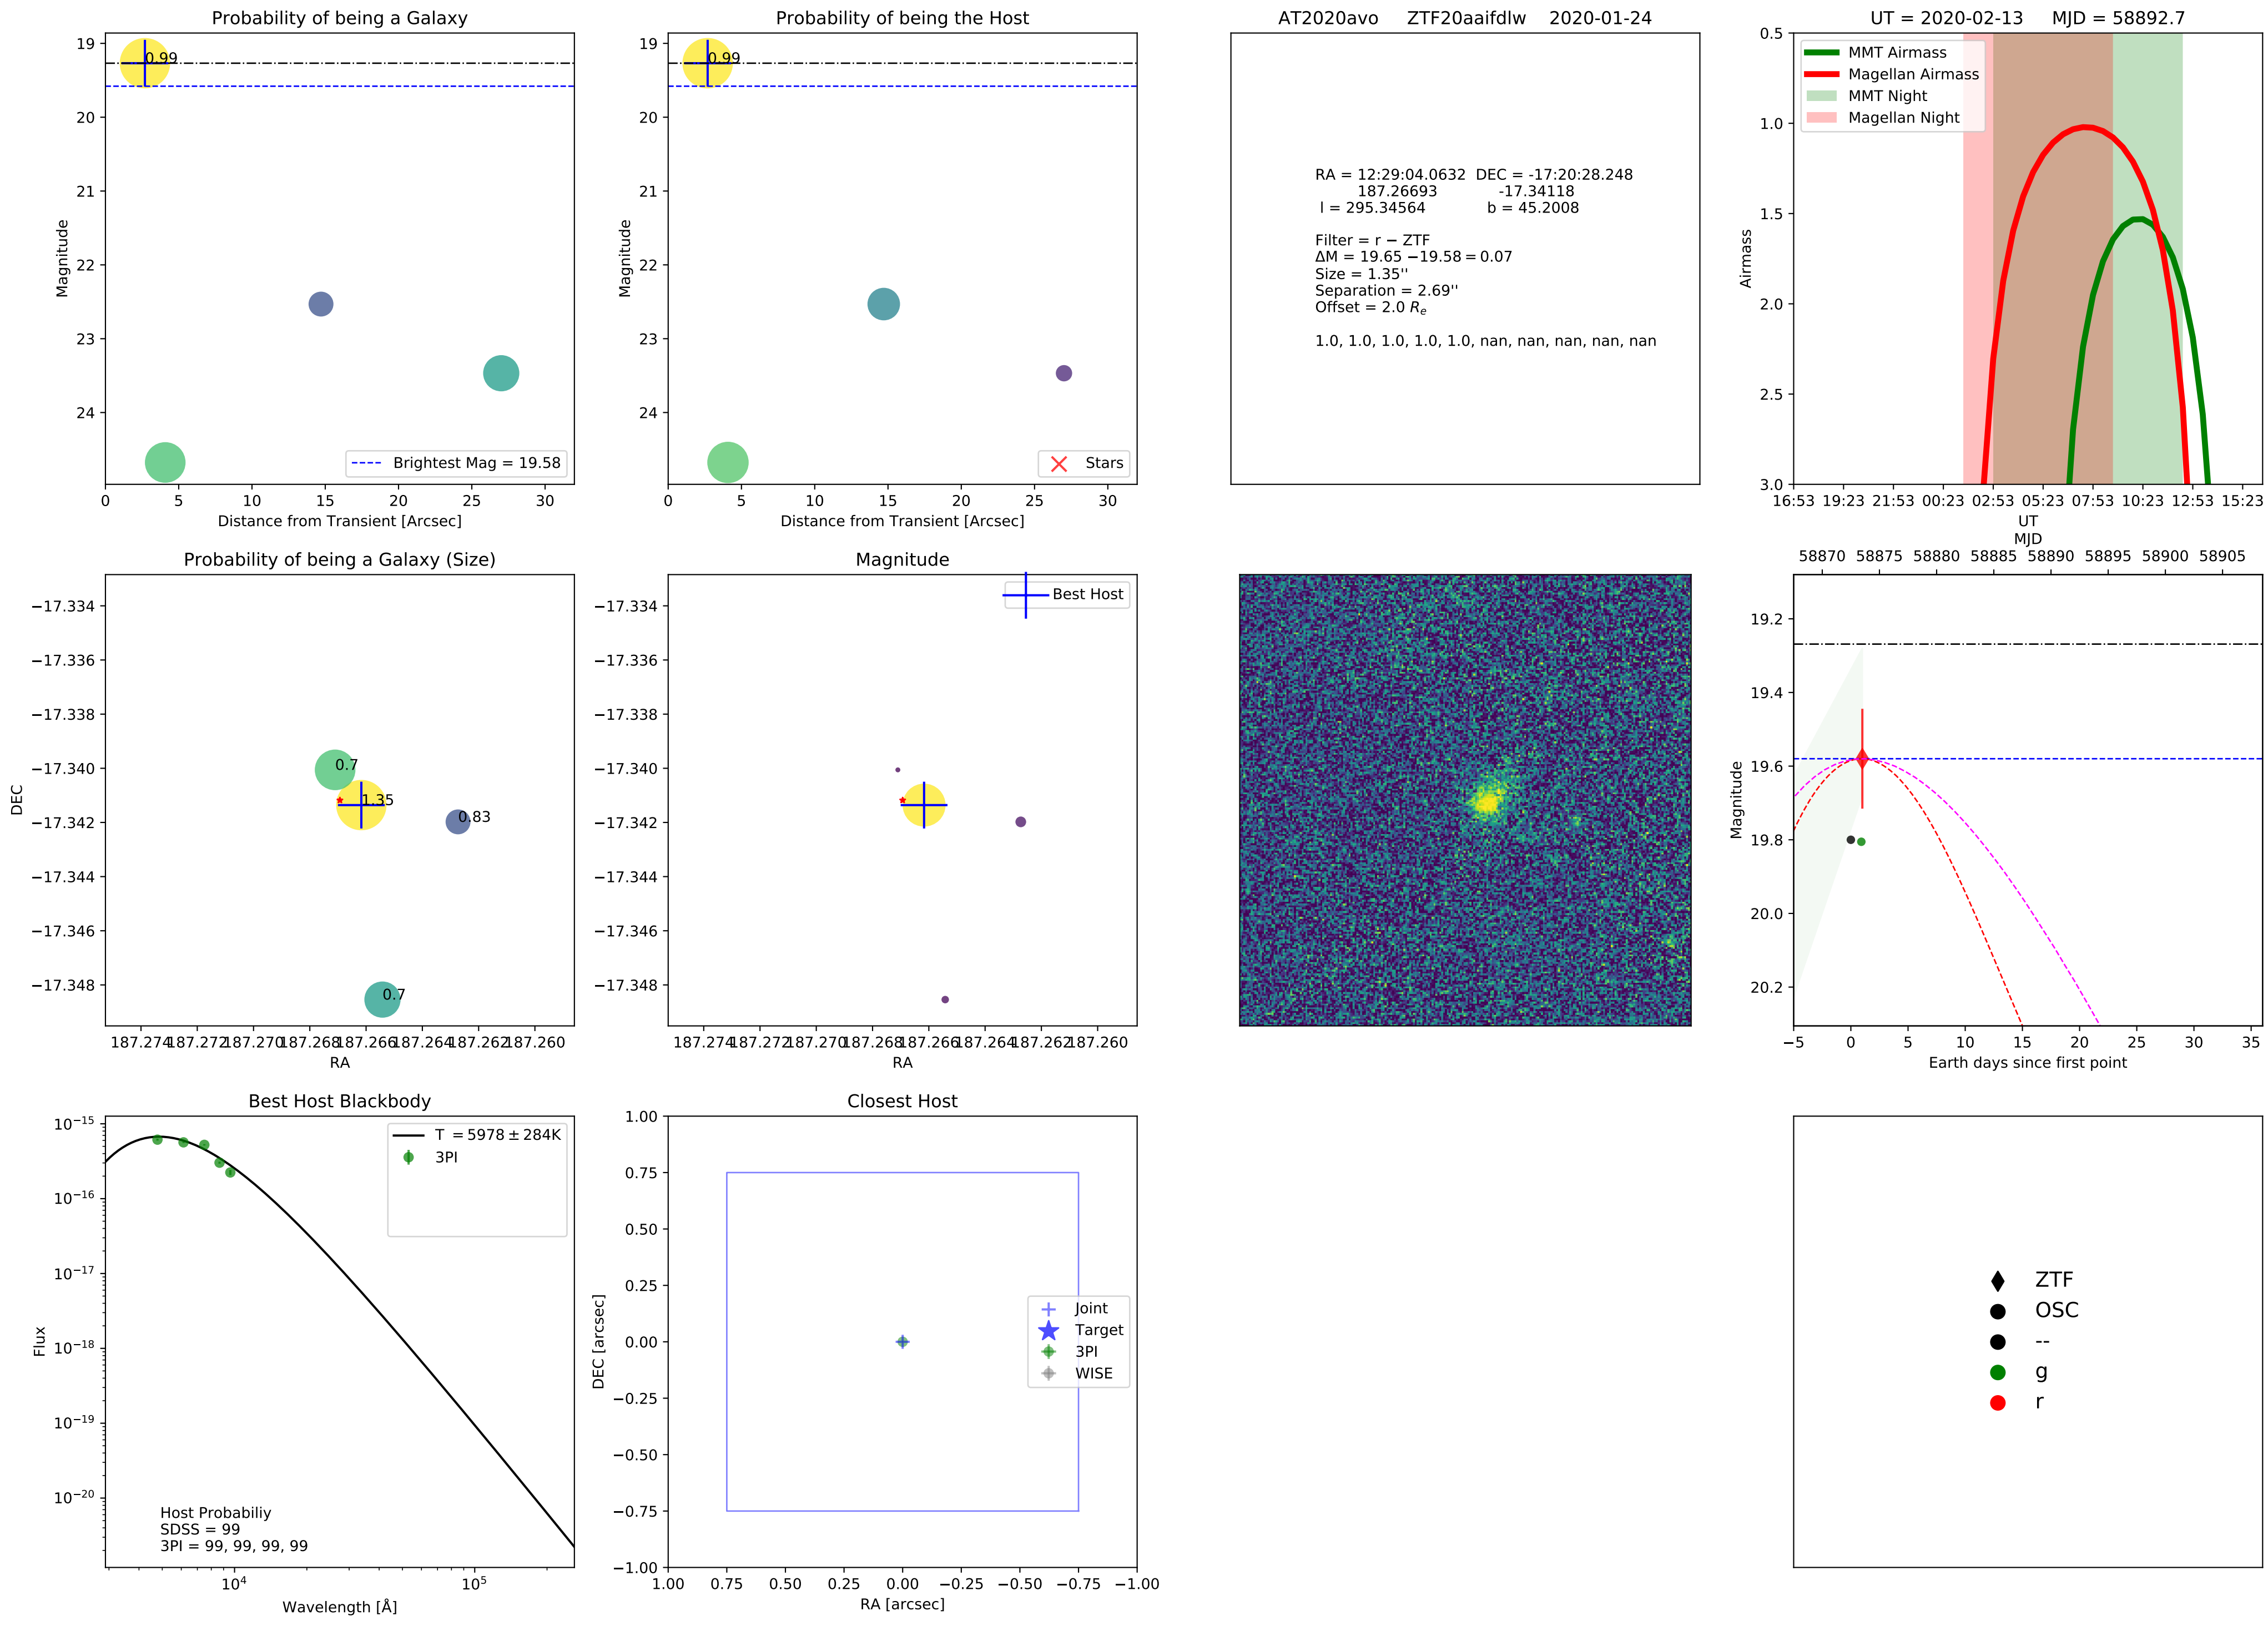 Probability of being a Galaxy
19
20
21
22
23
24
Magnitude
0.99
Brightest Mag = 19.58
0
5
10
15
20
25
30
Distance from Transient [Arcsec]
Probability of being the Host
19
20
21
22
23
24
Magnitude
0.99
Stars
0
5
10
15
20
25
30
Distance from Transient [Arcsec]
AT2020avo ZTF20aaifdlw 2020-01-24
RA = 12:29:04.0632 DEC = -17:20:28.248
187.26693 -17.34118
l = 295.34564 b = 45.2008
Filter = r − ZTF
ΔM = 19.65 −19.58 = 0.07
Size = 1.35''
Separation = 2.69''
Offset = 2.0 Rₑ
1.0, 1.0, 1.0, 1.0, 1.0, nan, nan, nan, nan, nan
UT = 2020-02-13 MJD = 58892.7
0.5
1.0
1.5
2.0
2.5
3.0
Airmass
MMT Airmass
Magellan Airmass
MMT Night
Magellan Night
16:53
19:23
21:53
00:23
02:53
05:23
07:53
10:23
12:53
15:23
UT
Probability of being a Galaxy (Size)
−17.334
−17.336
−17.338
−17.340
−17.342
−17.344
−17.346
−17.348
DEC
0.7
1.35
0.83
0.7
187.274
187.272
187.270
187.268
187.266
187.264
187.262
187.260
RA
Magnitude
−17.334
−17.336
−17.338
−17.340
−17.342
−17.344
−17.346
−17.348
Best Host
187.274
187.272
187.270
187.268
187.266
187.264
187.262
187.260
RA
MJD
58870
58875
58880
58885
58890
58895
58900
58905
19.2
19.4
19.6
19.8
20.0
20.2
Magnitude
−5
0
5
10
15
20
25
30
35
Earth days since first point
Best Host Blackbody
10⁻¹⁵
10⁻¹⁶
10⁻¹⁷
10⁻¹⁸
10⁻¹⁹
10⁻²⁰
Flux
T = 5978 ± 284K
3PI
Host Probabiliy
SDSS = 99
3PI = 99, 99, 99, 99
10⁴
10⁵
Wavelength [Å]
Closest Host
1.00
0.75
0.50
0.25
0.00
−0.25
−0.50
−0.75
−1.00
DEC [arcsec]
Joint
Target
3PI
WISE
1.00
0.75
0.50
0.25
0.00
−0.25
−0.50
−0.75
−1.00
RA [arcsec]
ZTF
OSC
--
g
r